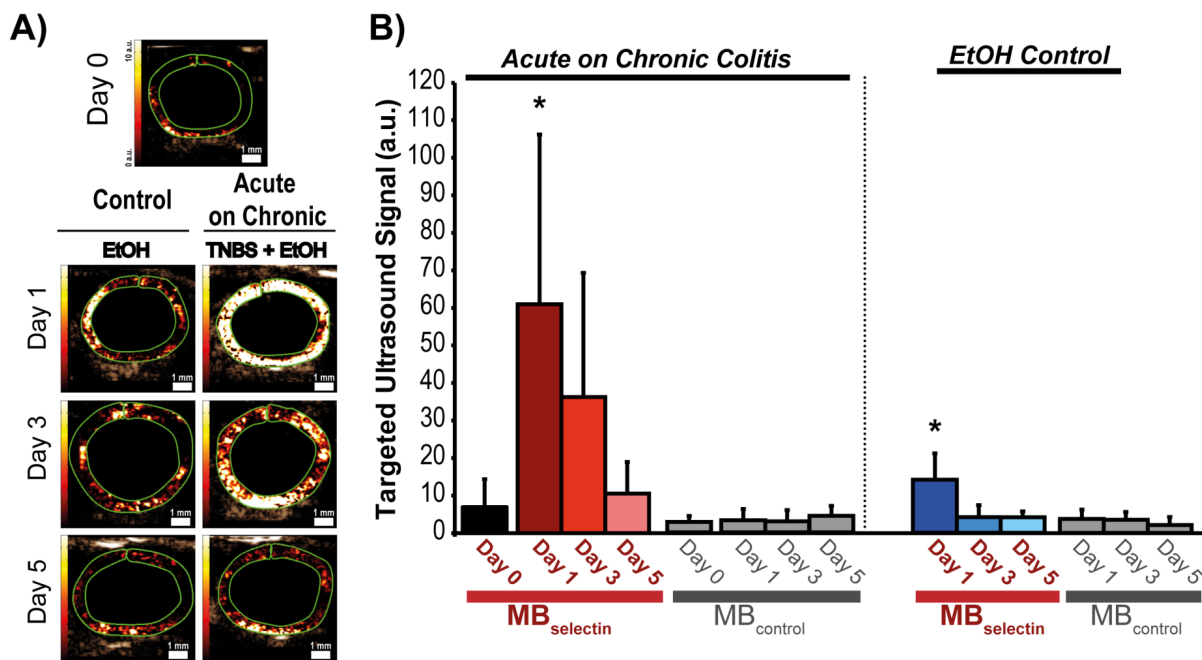 A)
Day 0
10 a.u.
0 a.u.
1 mm
Control
Acute
on Chronic
EtOH
TNBS + EtOH
Day 1
1 mm
1 mm
Day 3
1 mm
1 mm
Day 5
1 mm
1 mm
B)
Acute on Chronic Colitis
EtOH Control
Targeted Ultrasound Signal (a.u.)
120
110
100
90
80
70
60
50
40
30
20
10
0
*
*
Day 0
Day 1
Day 3
Day 5
Day 0
Day 1
Day 3
Day 5
Day 1
Day 3
Day 5
Day 1
Day 3
Day 5
MBselectin
MBcontrol
MBselectin
MBcontrol